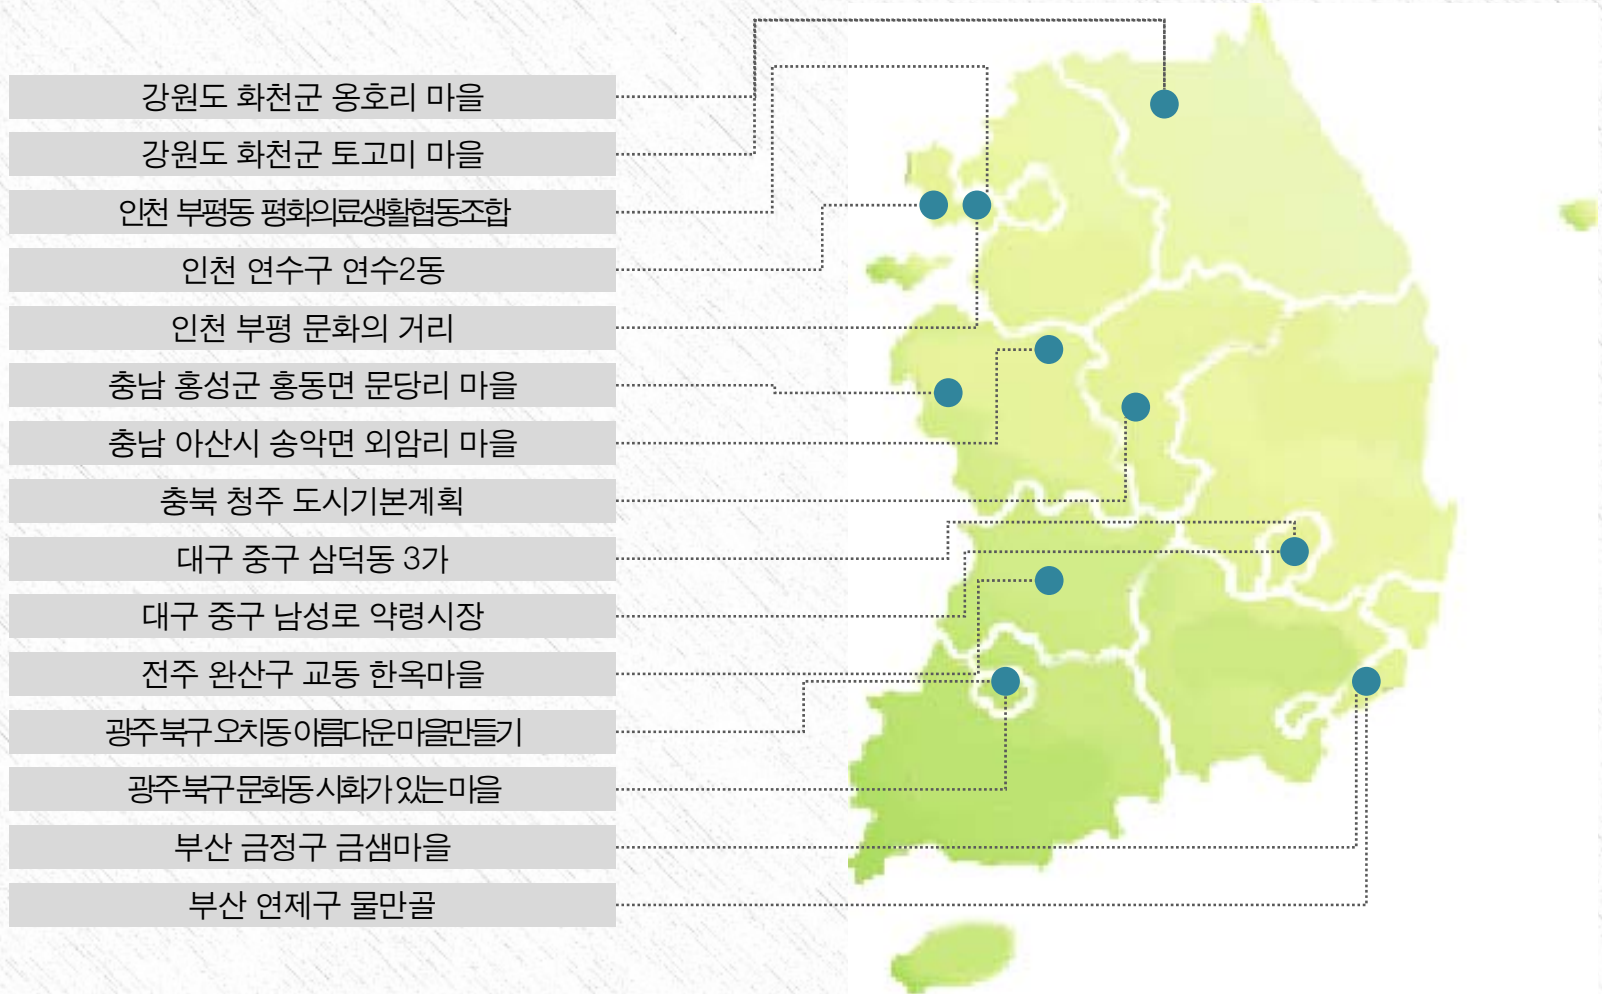 강원도 화천군 옹호리 마을
강원도 화천군 토고미 마을
인천 부평동 평화의료생활협동조합
인천 연수구 연수2동
인천 부평 문화의 거리
충남 홍성군 홍동면 문당리 마을
충남 아산시 송악면 외암리 마을
충북 청주 도시기본계획
대구 중구 삼덕동 3가
대구 중구 남성로 약령시장
전주 완산구 교동 한옥마을
광주 북구 오치동 아름다운 마을만들기
광주 북구 문화동 시화가 있는 마을
부산 금정구 금샘마을
부산 연제구 물만골